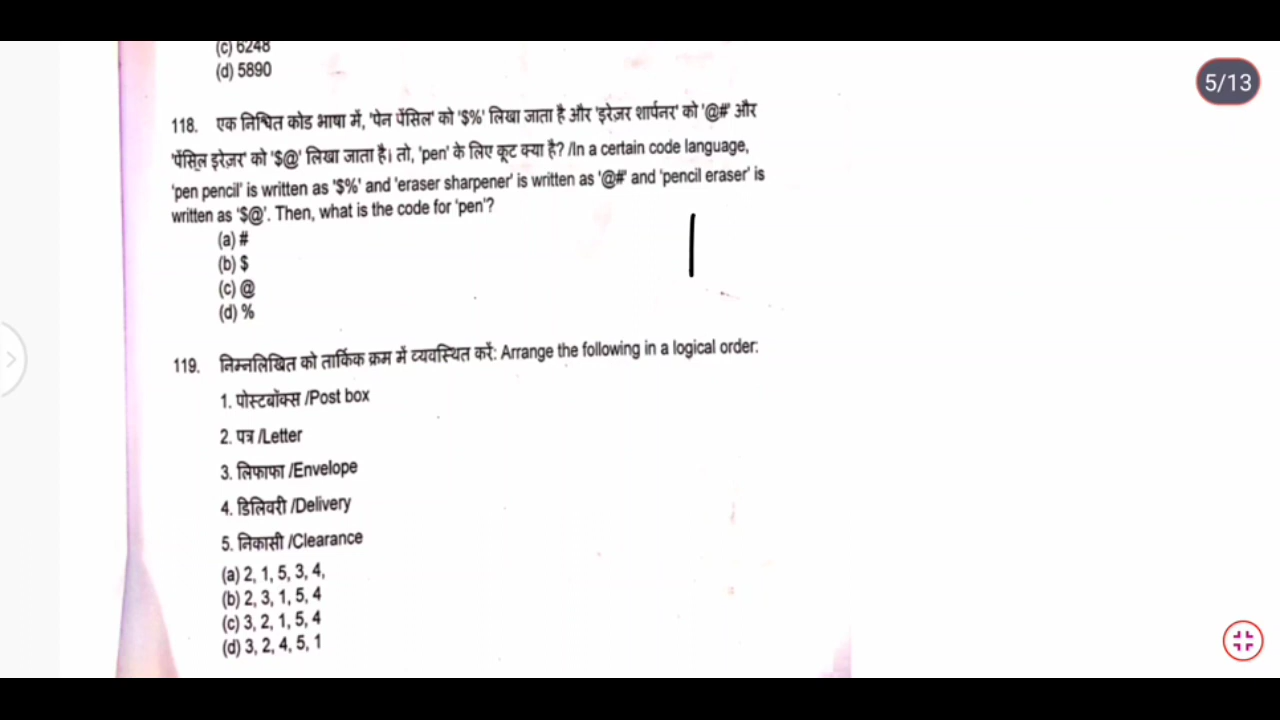 (c) 6248
(d) 5890
5/13
118. एक निश्चित कोड भाषा में, 'पेन पेंसिल' को '$%' लिखा जाता है और 'इरेज़र शार्पनर' को '@#' और
'पेंसिल इरेज़र' को '$@' लिखा जाता है। तो, 'pen' के लिए कूट क्या है? /In a certain code language,
'pen pencil' is written as '$%' and 'eraser sharpener' is written as '@#' and 'pencil eraser' is
written as '$@'. Then, what is the code for 'pen'?
(a) #
(b) $
(c) @
(d) %
119. निम्नलिखित को तार्किक क्रम में व्यवस्थित करें: Arrange the following in a logical order:
1. पोस्टबॉक्स /Post box
2. पत्र /Letter
3. लिफाफा /Envelope
4. डिलिवरी /Delivery
5. निकासी /Clearance
(a) 2, 1, 5, 3, 4,
(b) 2, 3, 1, 5, 4
(c) 3, 2, 1, 5, 4
(d) 3, 2, 4, 5, 1